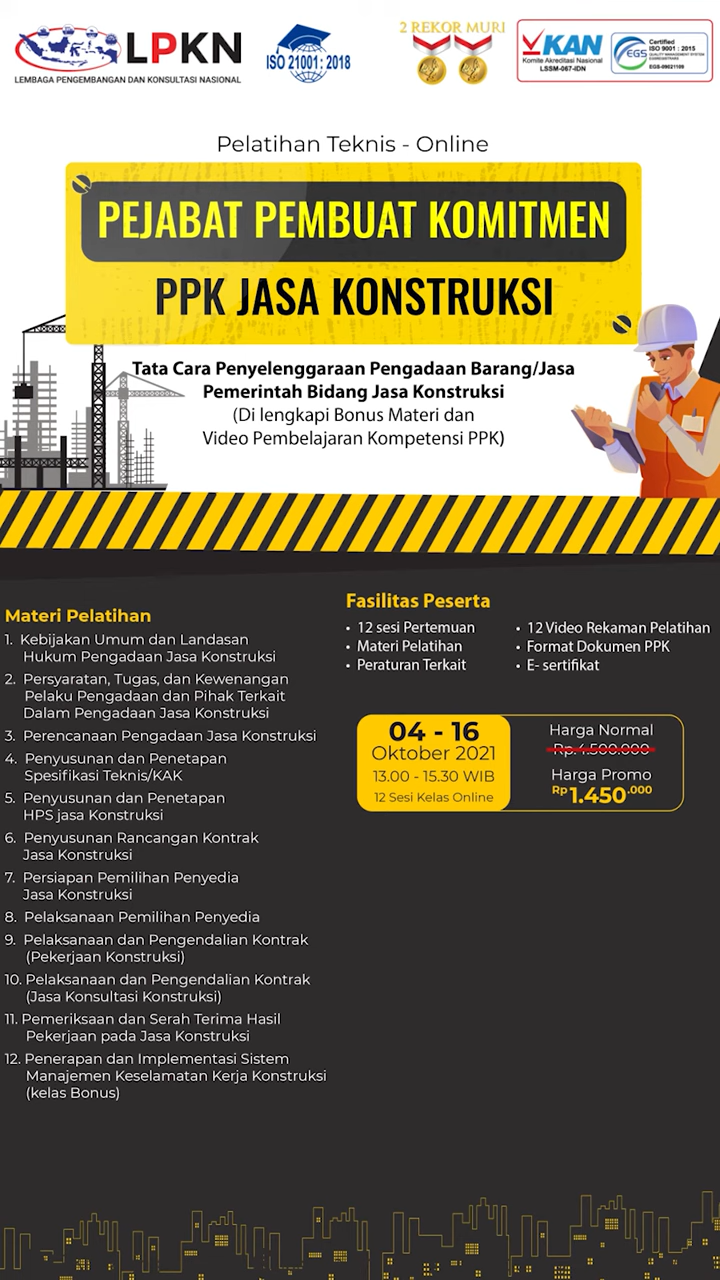 LPKN
LEMBAGA PENGEMBANGAN DAN KONSULTASI NASIONAL
ISO 21001 : 2018
2 REKOR MURI
KAN
Komite Akreditasi Nasional
LSSM-067-IDN
EGS
Certified
ISO 9001 : 2015
EGS-09021108
Pelatihan Teknis - Online
PEJABAT PEMBUAT KOMITMEN
PPK JASA KONSTRUKSI
Tata Cara Penyelenggaraan Pengadaan Barang/Jasa
Pemerintah Bidang Jasa Konstruksi
(Di lengkapi Bonus Materi dan
Video Pembelajaran Kompetensi PPK)
Materi Pelatihan
1. Kebijakan Umum dan Landasan
Hukum Pengadaan Jasa Konstruksi
2. Persyaratan, Tugas, dan Kewenangan
Pelaku Pengadaan dan Pihak Terkait
Dalam Pengadaan Jasa Konstruksi
3. Perencanaan Pengadaan Jasa Konstruksi
4. Penyusunan dan Penetapan
Spesifikasi Teknis/KAK
5. Penyusunan dan Penetapan
HPS jasa Konstruksi
6. Penyusunan Rancangan Kontrak
Jasa Konstruksi
7. Persiapan Pemilihan Penyedia
Jasa Konstruksi
8. Pelaksanaan Pemilihan Penyedia
9. Pelaksanaan dan Pengendalian Kontrak
(Pekerjaan Konstruksi)
10. Pelaksanaan dan Pengendalian Kontrak
(Jasa Konsultasi Konstruksi)
11. Pemeriksaan dan Serah Terima Hasil
Pekerjaan pada Jasa Konstruksi
12. Penerapan dan Implementasi Sistem
Manajemen Keselamatan Kerja Konstruksi
(kelas Bonus)
Fasilitas Peserta
• 12 sesi Pertemuan
• Materi Pelatihan
• Peraturan Terkait
• 12 Video Rekaman Pelatihan
• Format Dokumen PPK
• E- sertifikat
04 - 16
Oktober 2021
13.00 - 15.30 WIB
12 Sesi Kelas Online
Harga Normal
Rp.4.500.000
Harga Promo
Rp 1.450.000